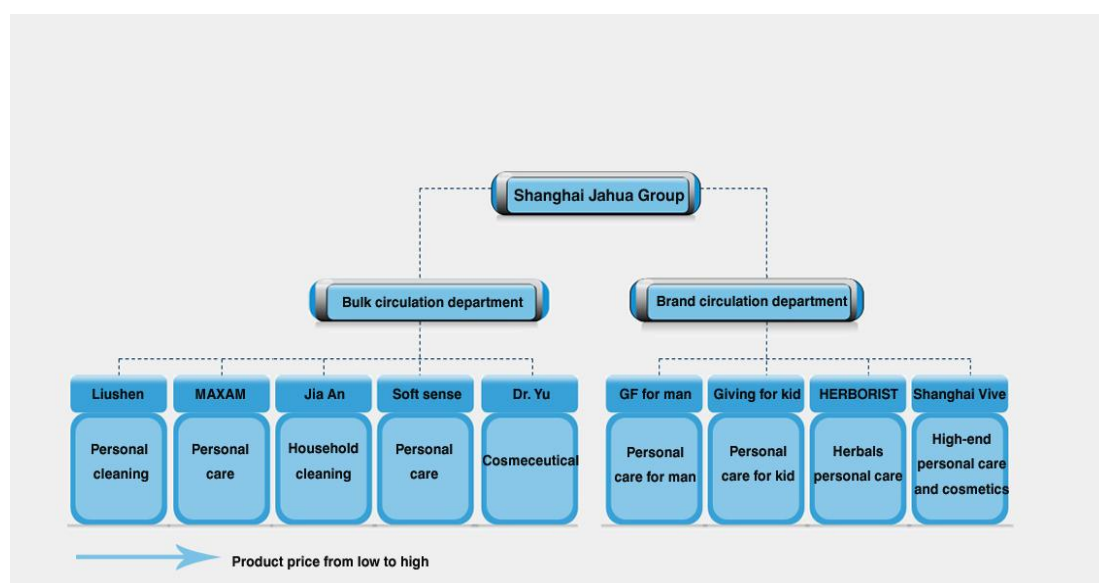 Shanghai Jahua Group
Bulk circulation department
Brand circulation department
Liushen
MAXAM
Jia An
Soft sense
Dr. Yu
GF for man
Giving for kid
HERBORIST
Shanghai Vive
Personal
cleaning
Personal
care
Household
cleaning
Personal
care
Cosmeceutical
Personal
care for man
Personal
care for kid
Herbals
personal care
High-end
personal care
and cosmetics
Product price from low to high